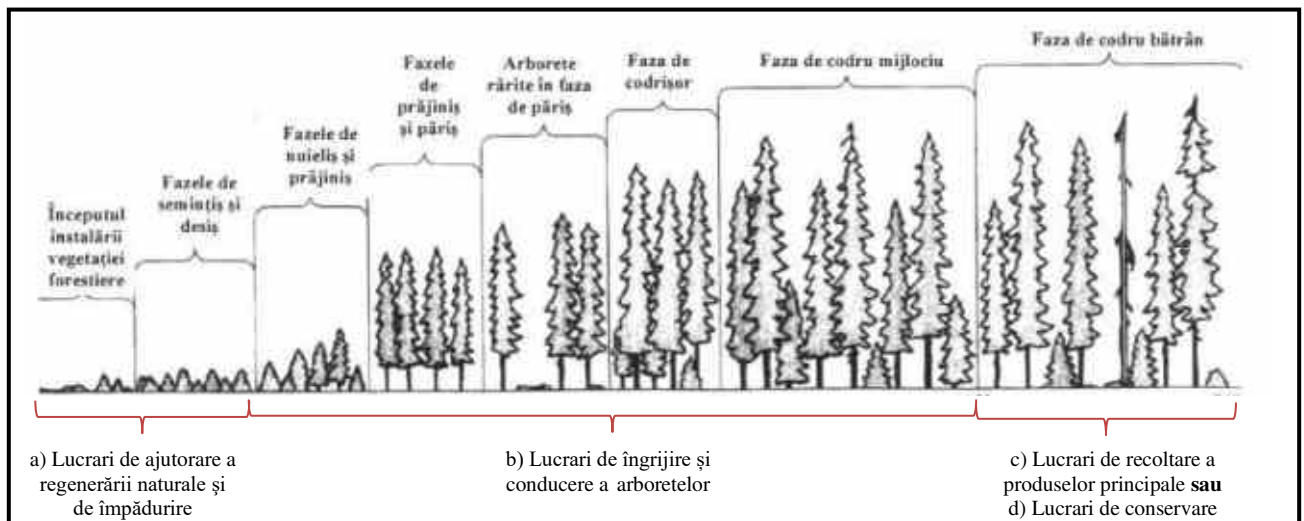 Începutul
instalării
vegetației
forestiere
Fazele de
semințiș și
desiș
Fazele de
nuieliș și
prăjiniș
Fazele
de
prăjiniș
și păriș
Arborete
rărite în faza
de păriș
Faza de
codrișor
Faza de codru mijlociu
Faza de codru bătrân
a) Lucrari de ajutorare a
regenerării naturale şi
de împădurire
b) Lucrari de îngrijire și
conducere a arboretelor
c) Lucrari de recoltare a
produselor principale sau
d) Lucrari de conservare